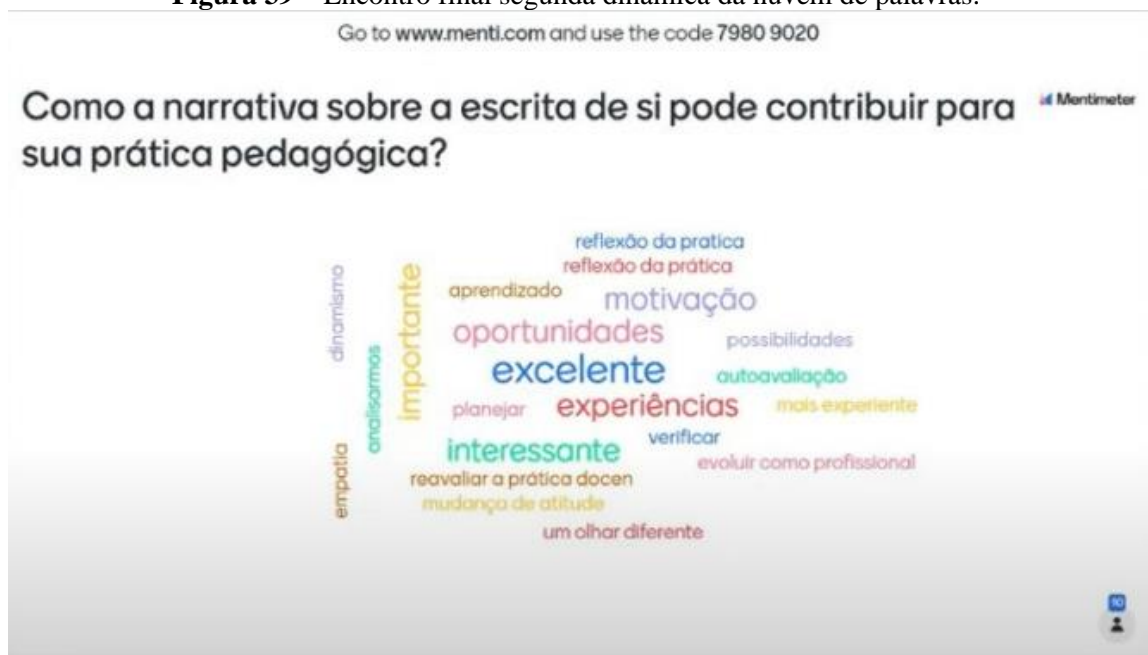 Figura 39 – Encontro final segunda dinâmica da nuvem de palavras.
Go to www.menti.com and use the code 7980 9020
Como a narrativa sobre a escrita de si pode contribuir para
sua prática pedagógica?
Mentimeter
reflexão da pratica
reflexão da prática
dinamismo
importante
aprendizado
motivação
oportunidades
possibilidades
analisarmos
excelente
autoavaliação
planejar
experiências
mais experiente
verificar
interessante
evoluir como profissional
empatia
reavaliar a prática docen
mudança de atitude
um olhar diferente
10